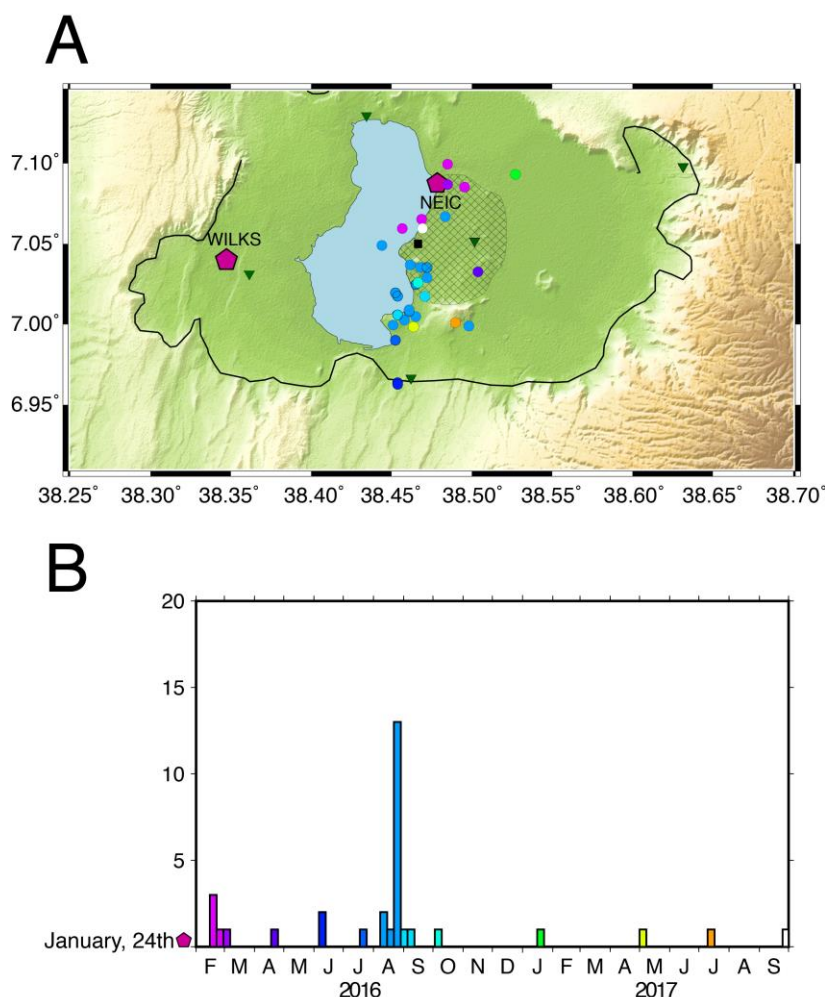 A
7.10°
7.05°
7.00°
6.95°
NEIC
WILKS
38.25° 38.30° 38.35° 38.40° 38.45° 38.50° 38.55° 38.60° 38.65° 38.70°
B
20
15
10
5
January, 24th
F M A M J J A S O N D J F M A M J J A S
2016 2017